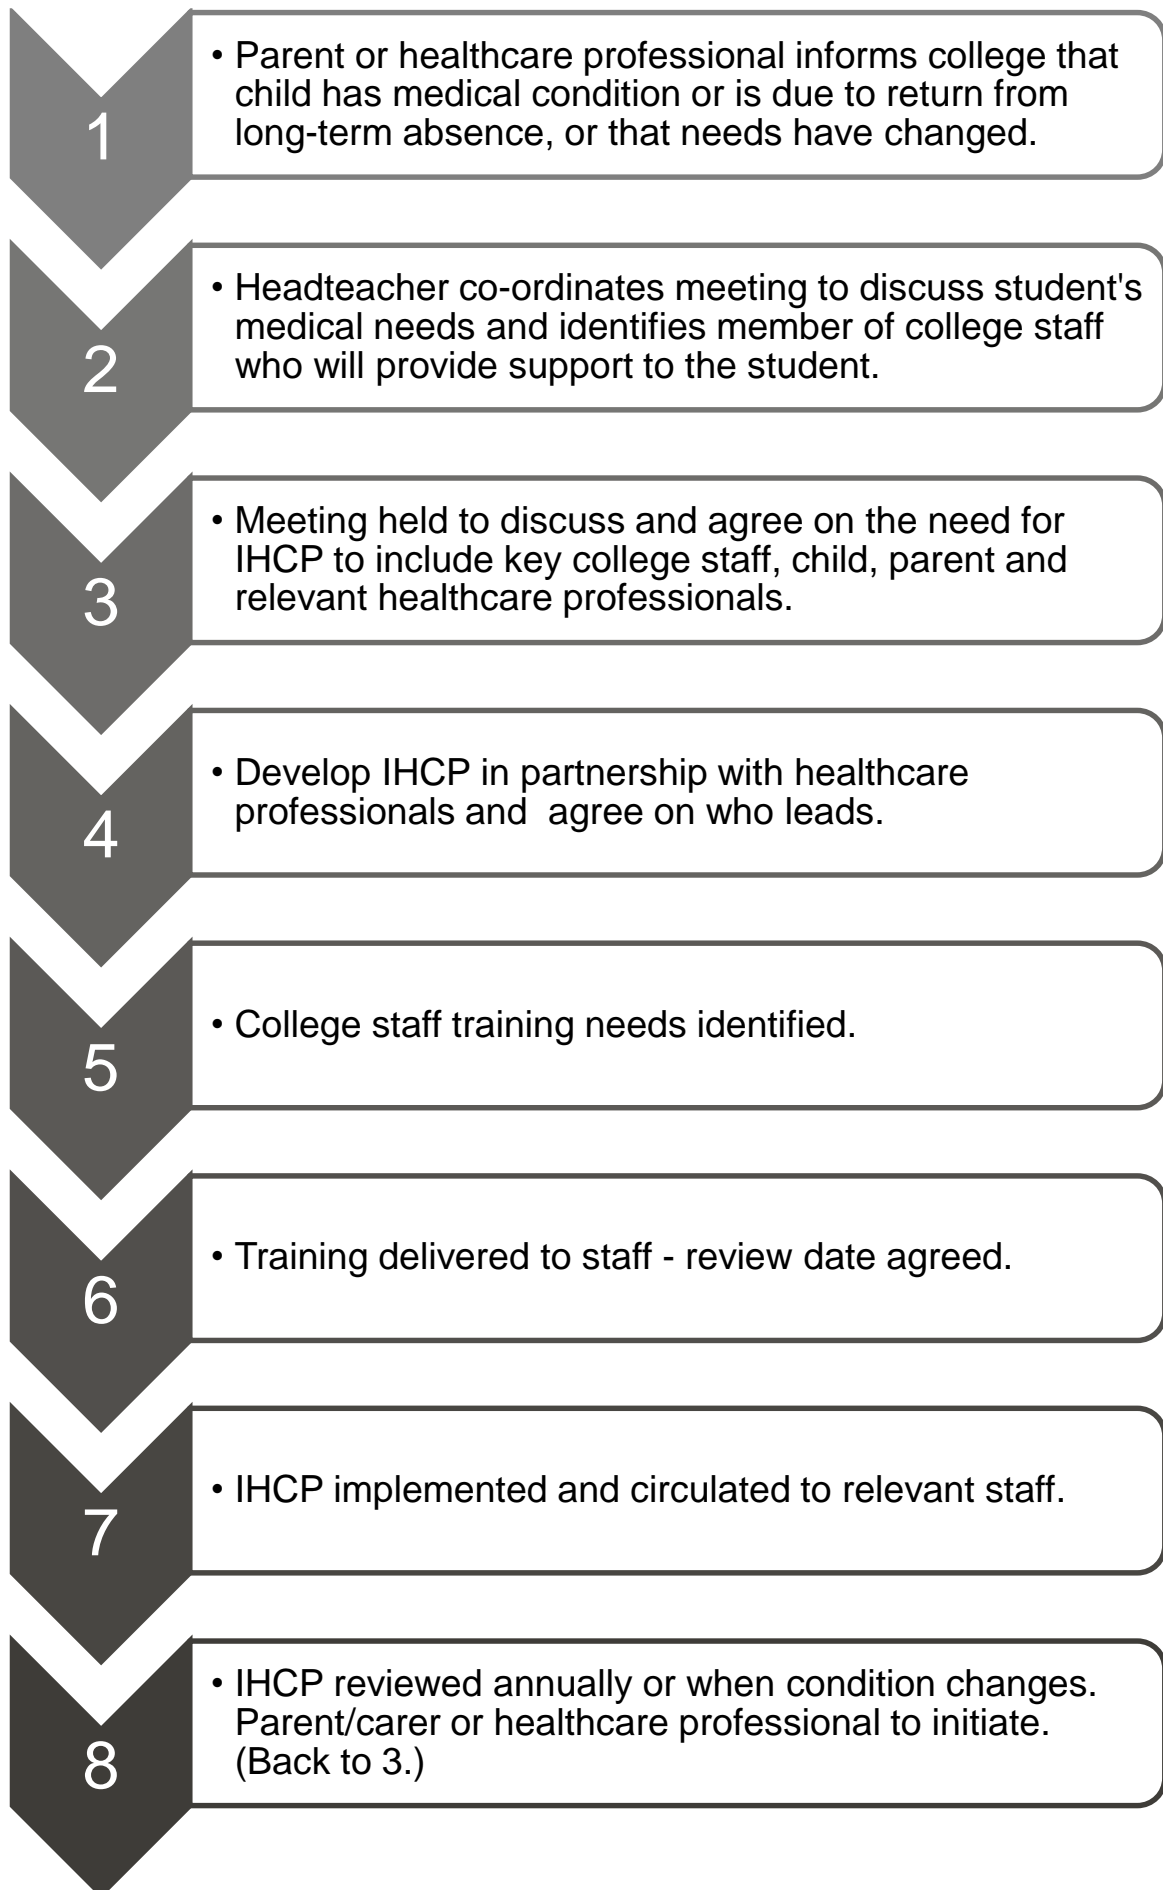 1
• Parent or healthcare professional informs college that
child has medical condition or is due to return from
long-term absence, or that needs have changed.
2
• Headteacher co-ordinates meeting to discuss student's
medical needs and identifies member of college staff
who will provide support to the student.
3
• Meeting held to discuss and agree on the need for
IHCP to include key college staff, child, parent and
relevant healthcare professionals.
4
• Develop IHCP in partnership with healthcare
professionals and  agree on who leads.
5
• College staff training needs identified.
6
• Training delivered to staff - review date agreed.
7
• IHCP implemented and circulated to relevant staff.
8
• IHCP reviewed annually or when condition changes.
Parent/carer or healthcare professional to initiate.
(Back to 3.)